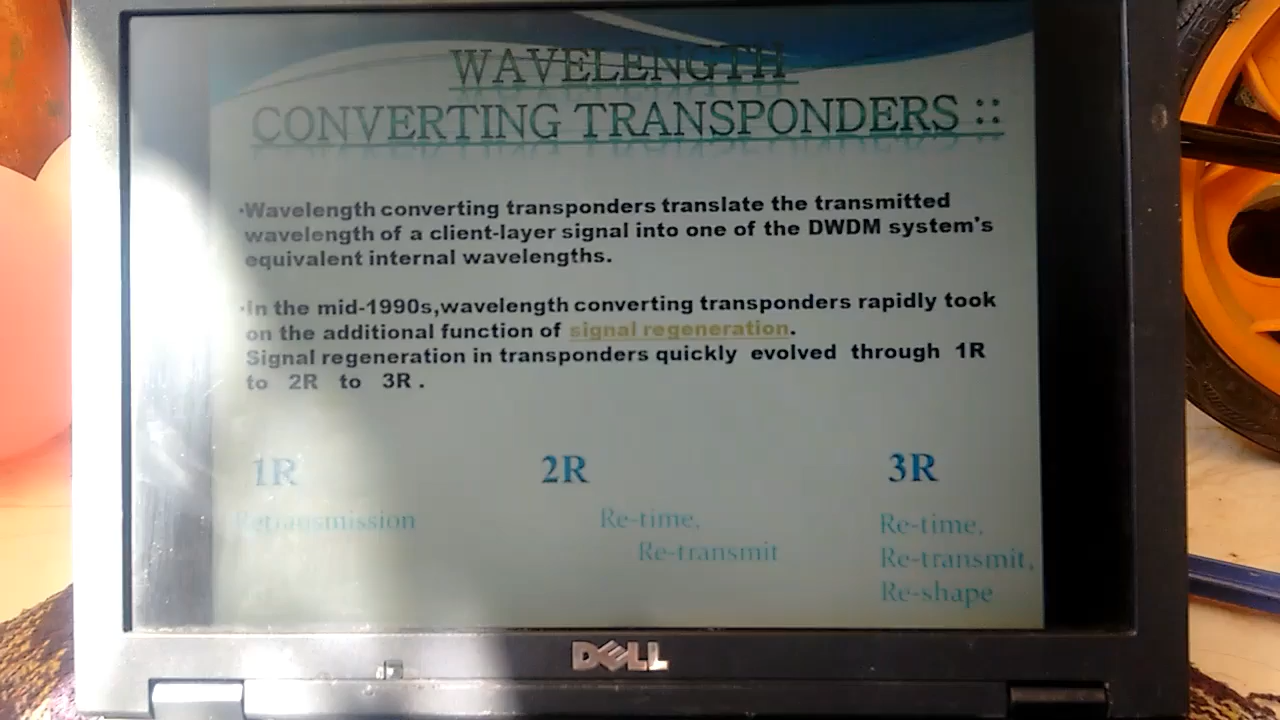 WAVELENGTH
CONVERTING TRANSPONDERS ::
•Wavelength converting transponders translate the transmitted
wavelength of a client-layer signal into one of the DWDM system's
equivalent internal wavelengths.
•In the mid-1990s,wavelength converting transponders rapidly took
on the additional function of signal regeneration.
Signal regeneration in transponders quickly evolved through 1R
to 2R to 3R .
1R 2R 3R
Retransmission Re-time, Re-time,
Re-transmit Re-transmit,
Re-shape
DELL